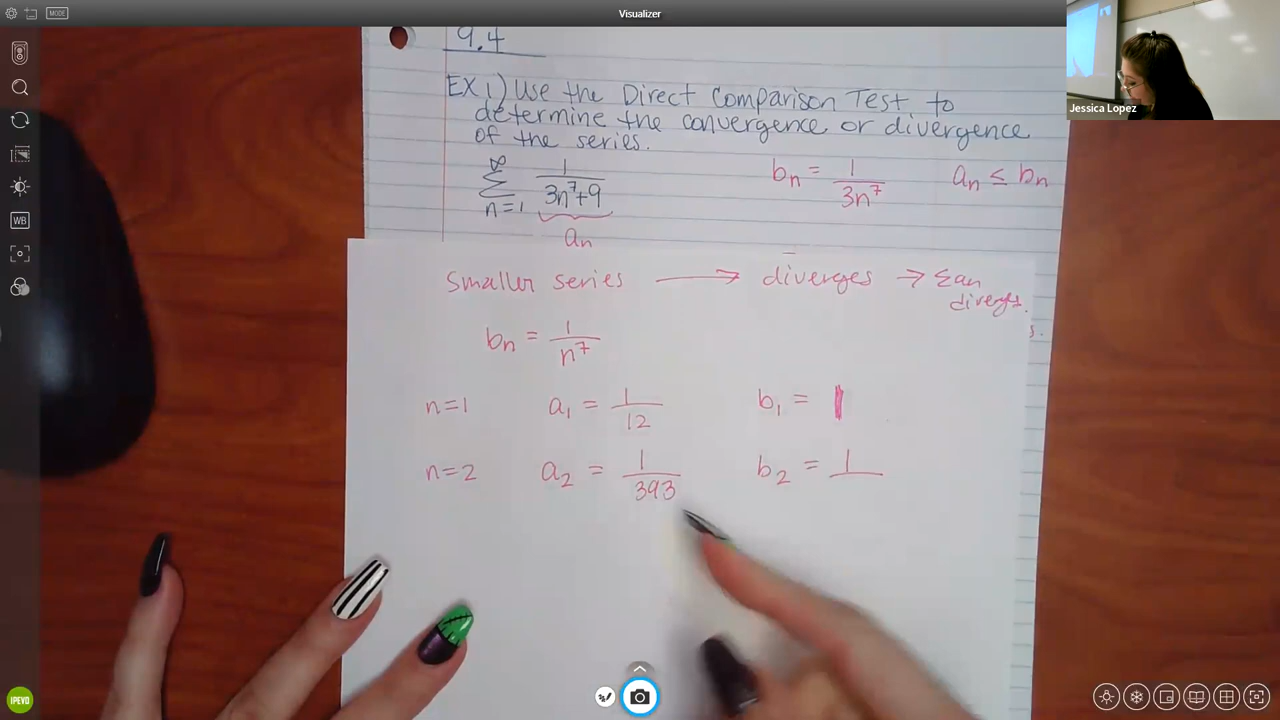 MODE
Visualizer
Jessica Lopez
9.4
EX 1) Use the Direct Comparison Test to
determine the convergence or divergence
of the series.
∞ Σ n=1 1/(3n⁷+9)
aₙ
bₙ = 1/(3n⁷)
aₙ ≤ bₙ
smaller series → diverges → Σan
diverges.
s.
bₙ = 1/n⁷
n=1 a₁ = 1/12 b₁ = 1
n=2 a₂ = 1/393 b₂ = 1/
WB
IPEVO